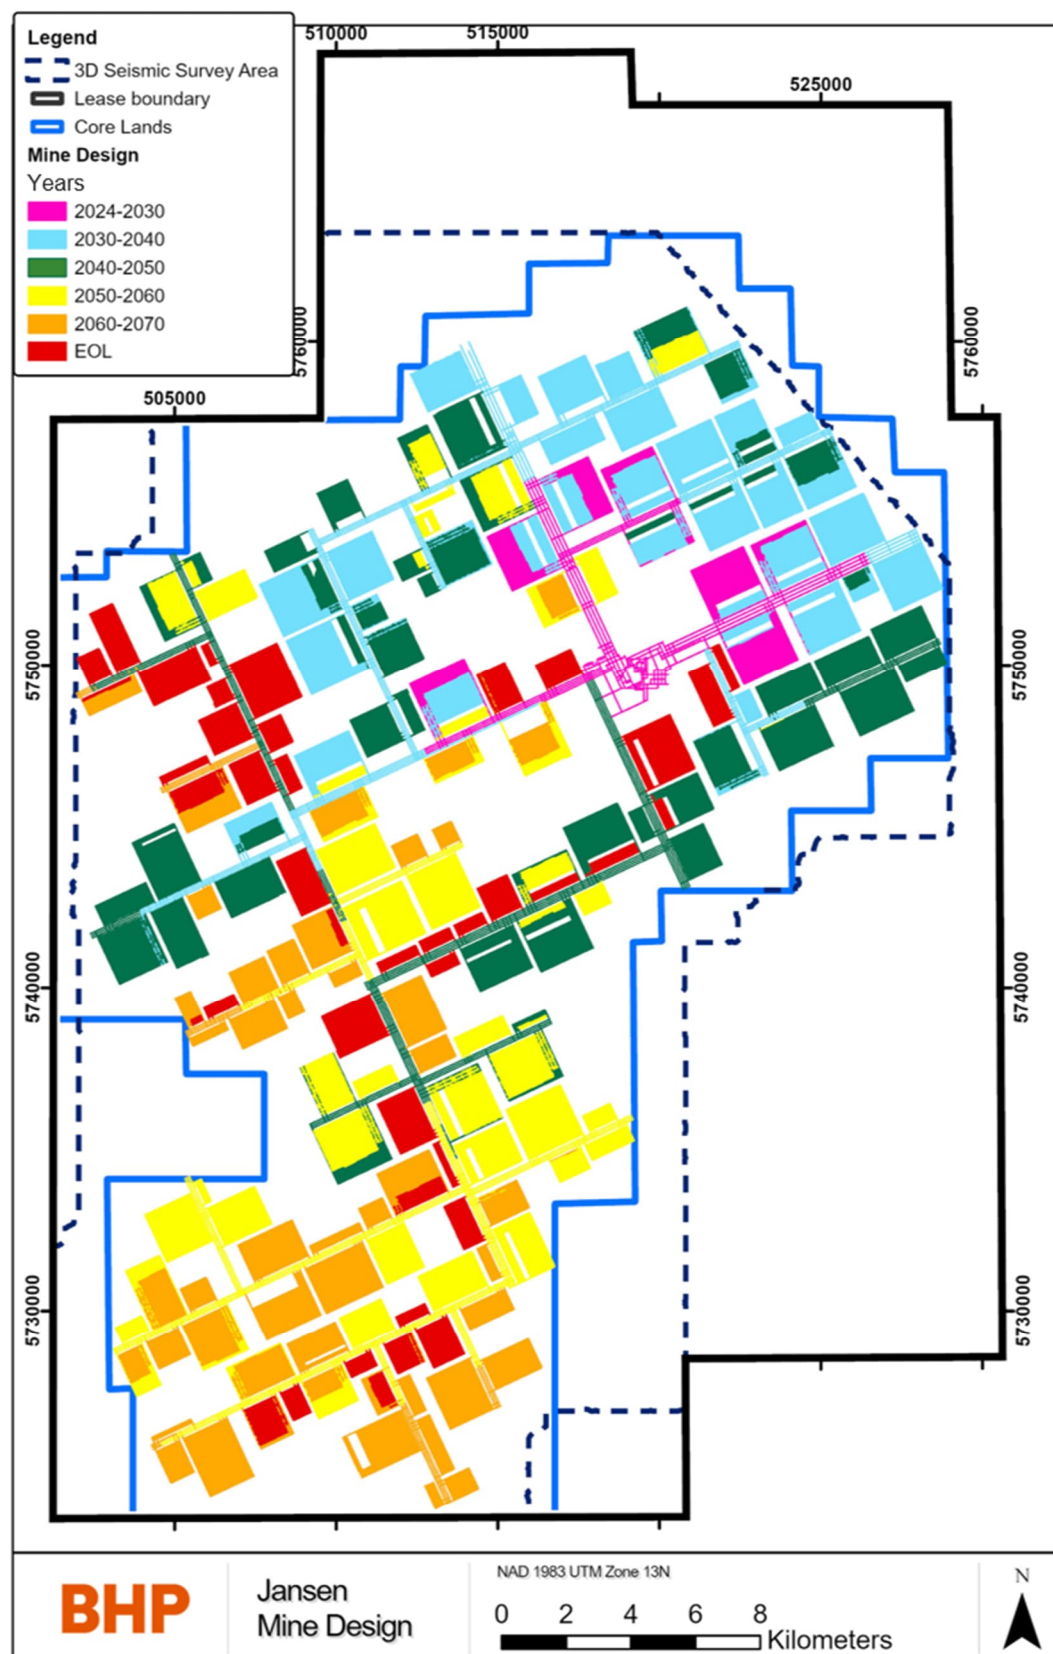 Legend
3D Seismic Survey Area
Lease boundary
Core Lands
Mine Design
Years
2024-2030
2030-2040
2040-2050
2050-2060
2060-2070
EOL
510000
515000
525000
505000
5760000
5760000
5750000
5750000
5740000
5740000
5730000
5730000
BHP
Jansen
Mine Design
NAD 1983 UTM Zone 13N
0 2 4 6 8
Kilometers
N